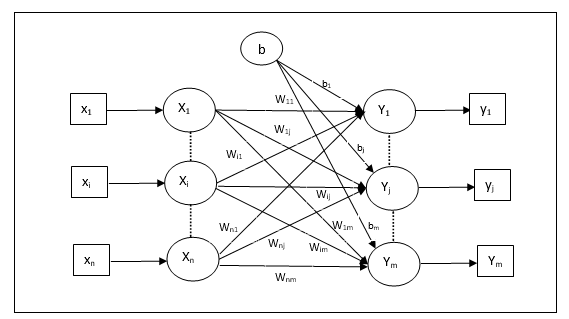 b
b₁
x₁ X₁ W₁₁ Y₁ y₁
W₁ⱼ
Wᵢ₁ bⱼ
xᵢ Xᵢ Wᵢⱼ Yⱼ yⱼ
Wₙ₁ W₁ₘ bₘ
Wₙⱼ Wᵢₘ
xₙ Xₙ Yₘ Yₘ
Wₙₘ